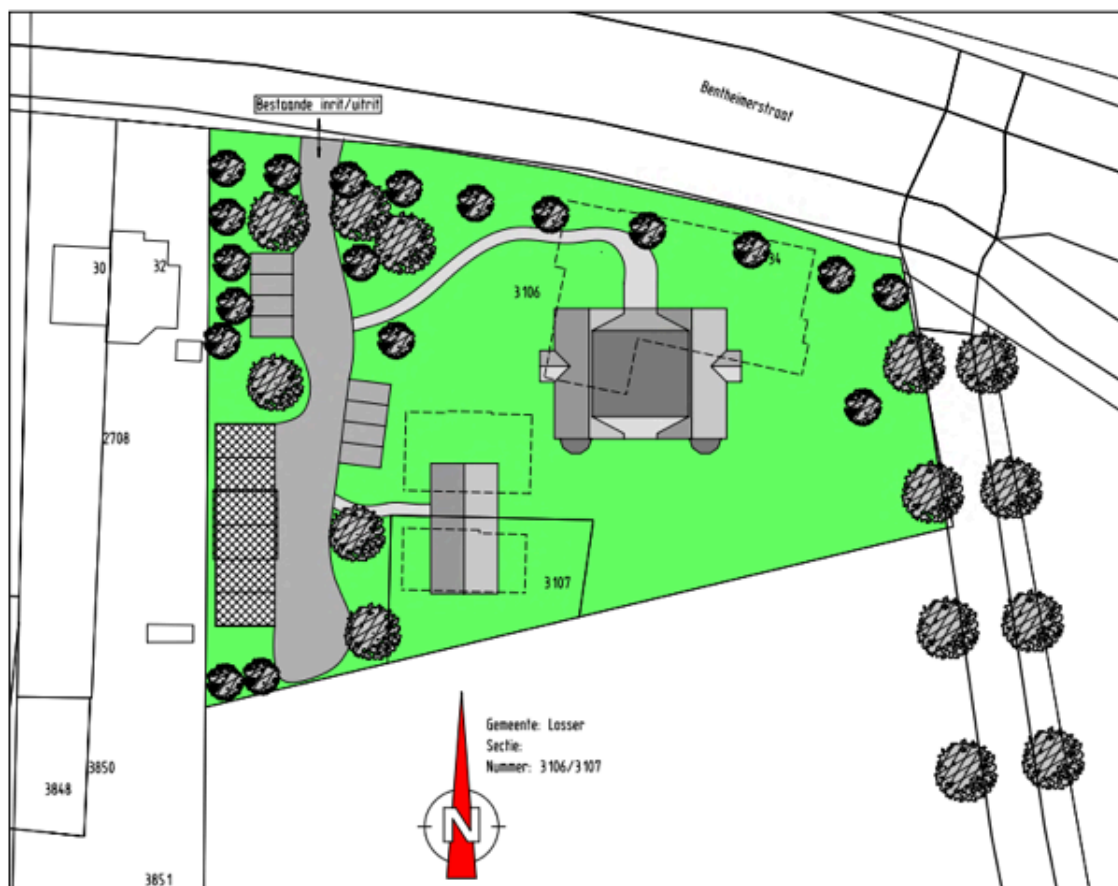 Bentheimerstraat
Bestaande inrit/uitrit
30
32
34
3106
2708
3107
Gemeente: Losser
Sectie:
Nummer: 3106/3107
3850
3848
N
3851